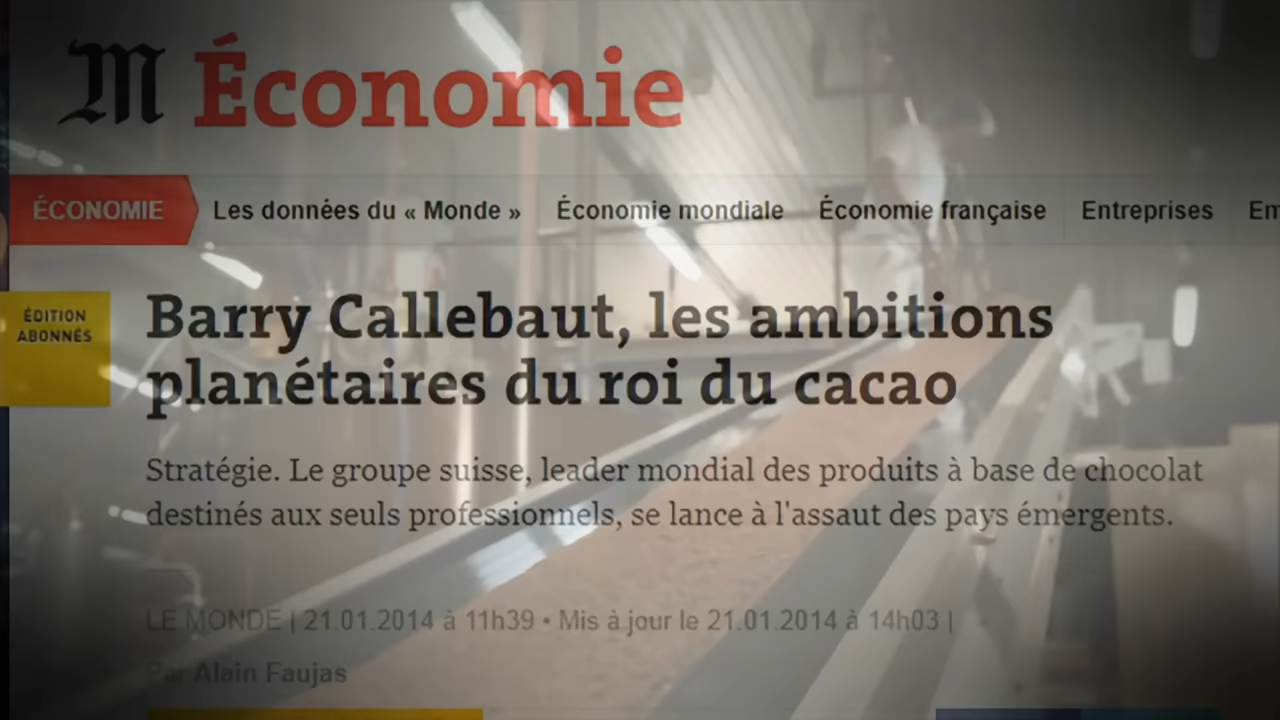 M Économie
ÉCONOMIE Les données du « Monde » Économie mondiale Économie française Entreprises Em
ÉDITION
ABONNÉS
Barry Callebaut, les ambitions
planétaires du roi du cacao
Stratégie. Le groupe suisse, leader mondial des produits à base de chocolat
destinés aux seuls professionnels, se lance à l'assaut des pays émergents.
LE MONDE | 21.01.2014 à 11h39 • Mis à jour le 21.01.2014 à 14h03 |
Par Alain Faujas